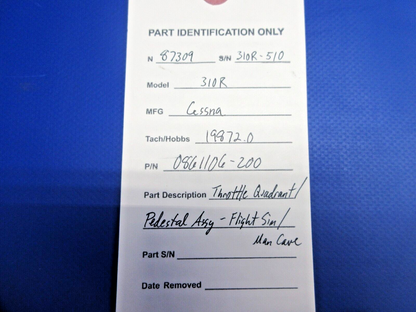 PART IDENTIFICATION ONLY
N 87309 S/N 310R-510
Model 310R
MFG Cessna
Tach/Hobbs 19872.0
P/N 0861106-200
Part Description Throttle Quadrant/
Pedestal Assy - Flight Sim/
Man Cave
Part S/N
Date Removed